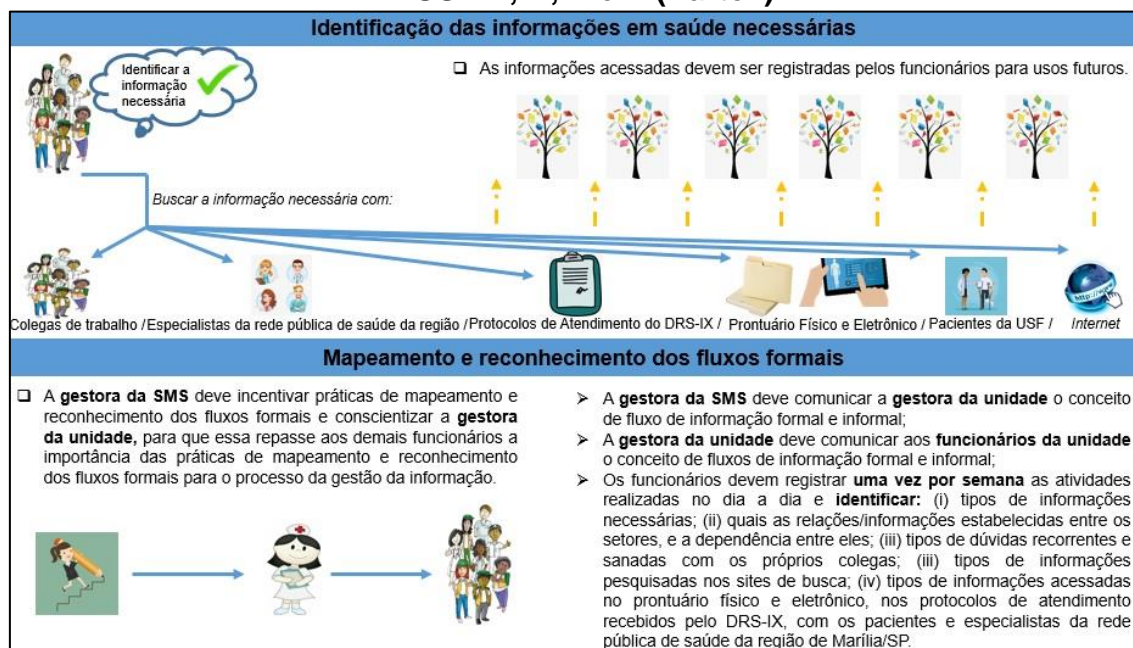 Identificação das informações em saúde necessárias
Identificar a
informação
necessária
❑ As informações acessadas devem ser registradas pelos funcionários para usos futuros.
Buscar a informação necessária com:
http://www
Colegas de trabalho / Especialistas da rede pública de saúde da região / Protocolos de Atendimento do DRS-IX / Prontuário Físico e Eletrônico / Pacientes da USF / Internet
Mapeamento e reconhecimento dos fluxos formais
❑ A gestora da SMS deve incentivar práticas de mapeamento e
reconhecimento dos fluxos formais e conscientizar a gestora
da unidade, para que essa repasse aos demais funcionários a
importância das práticas de mapeamento e reconhecimento
dos fluxos formais para o processo da gestão da informação.
➢ A gestora da SMS deve comunicar a gestora da unidade o conceito
de fluxo de informação formal e informal;
➢ A gestora da unidade deve comunicar aos funcionários da unidade
o conceito de fluxos de informação formal e informal;
➢ Os funcionários devem registrar uma vez por semana as atividades
realizadas no dia a dia e identificar: (i) tipos de informações
necessárias; (ii) quais as relações/informações estabelecidas entre os
setores, e a dependência entre eles; (iii) tipos de dúvidas recorrentes e
sanadas com os próprios colegas; (iii) tipos de informações
pesquisadas nos sites de busca; (iv) tipos de informações acessadas
no prontuário físico e eletrônico, nos protocolos de atendimento
recebidos pelo DRS-IX, com os pacientes e especialistas da rede
pública de saúde da região de Marília/SP.